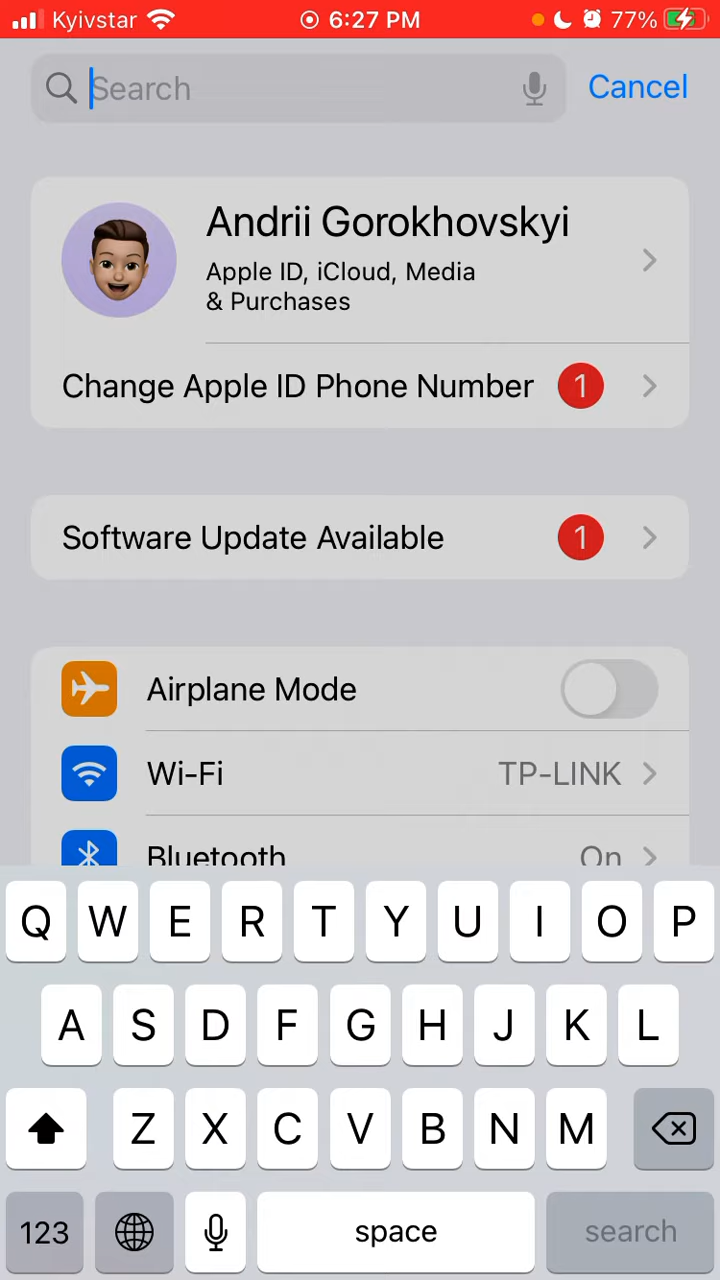 Kyivstar 6:27 PM 77%
Search Cancel
Andrii Gorokhovskyi
Apple ID, iCloud, Media
& Purchases
Change Apple ID Phone Number 1
Software Update Available 1
Airplane Mode
Wi-Fi TP-LINK
Bluetooth On
Q W E R T Y U I O P
A S D F G H J K L
Z X C V B N M
123 space search